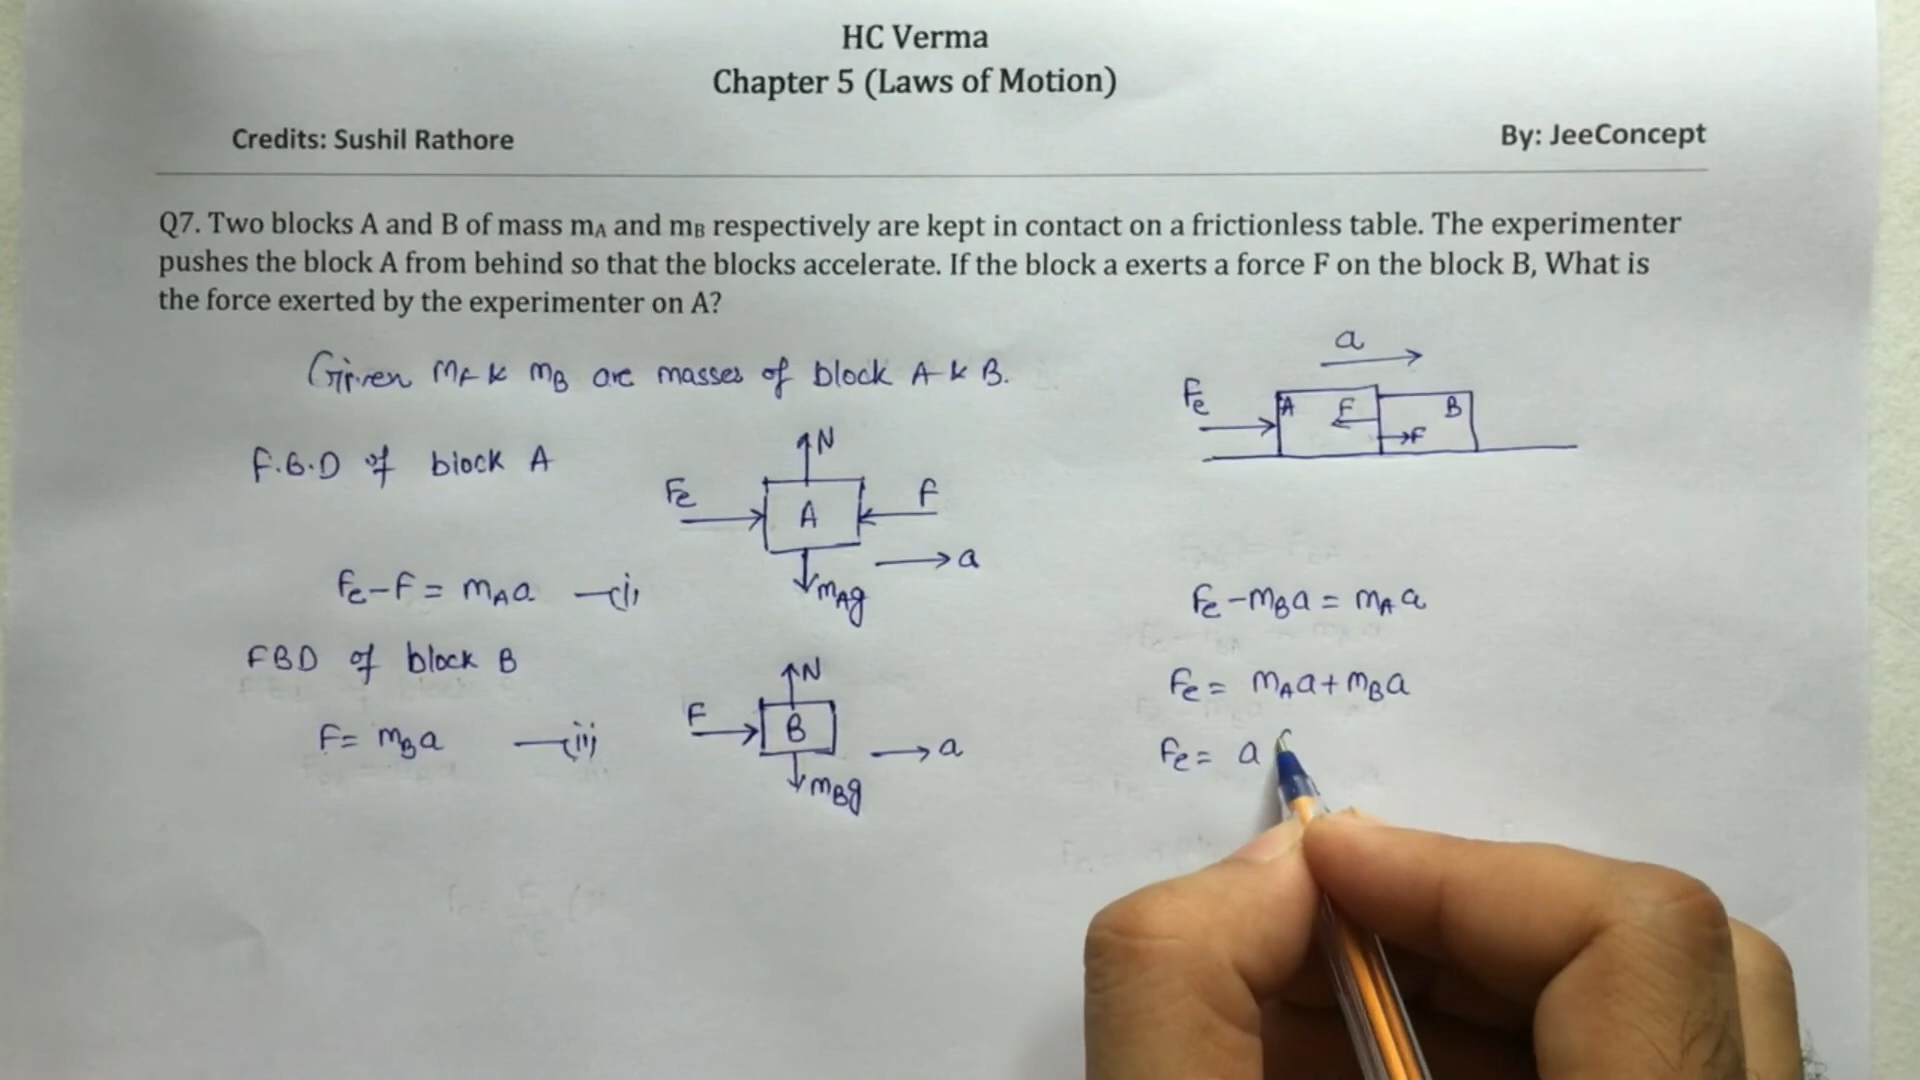 HC Verma
Chapter 5 (Laws of Motion)
Credits: Sushil Rathore
By: JeeConcept
Q7. Two blocks A and B of mass mA and mB respectively are kept in contact on a frictionless table. The experimenter
pushes the block A from behind so that the blocks accelerate. If the block a exerts a force F on the block B, What is
the force exerted by the experimenter on A?
Given mA & mB are masses of block A & B.
a
Fe
A F B
F
F.B.D of block A
N
Fe A F
a
mAg
Fe-F = mAa —(i)
FBD of block B
N
F B
a
mBg
F = mBa —(ii)
Fe - mBa = mA a
Fe = mAa + mBa
Fe = a (